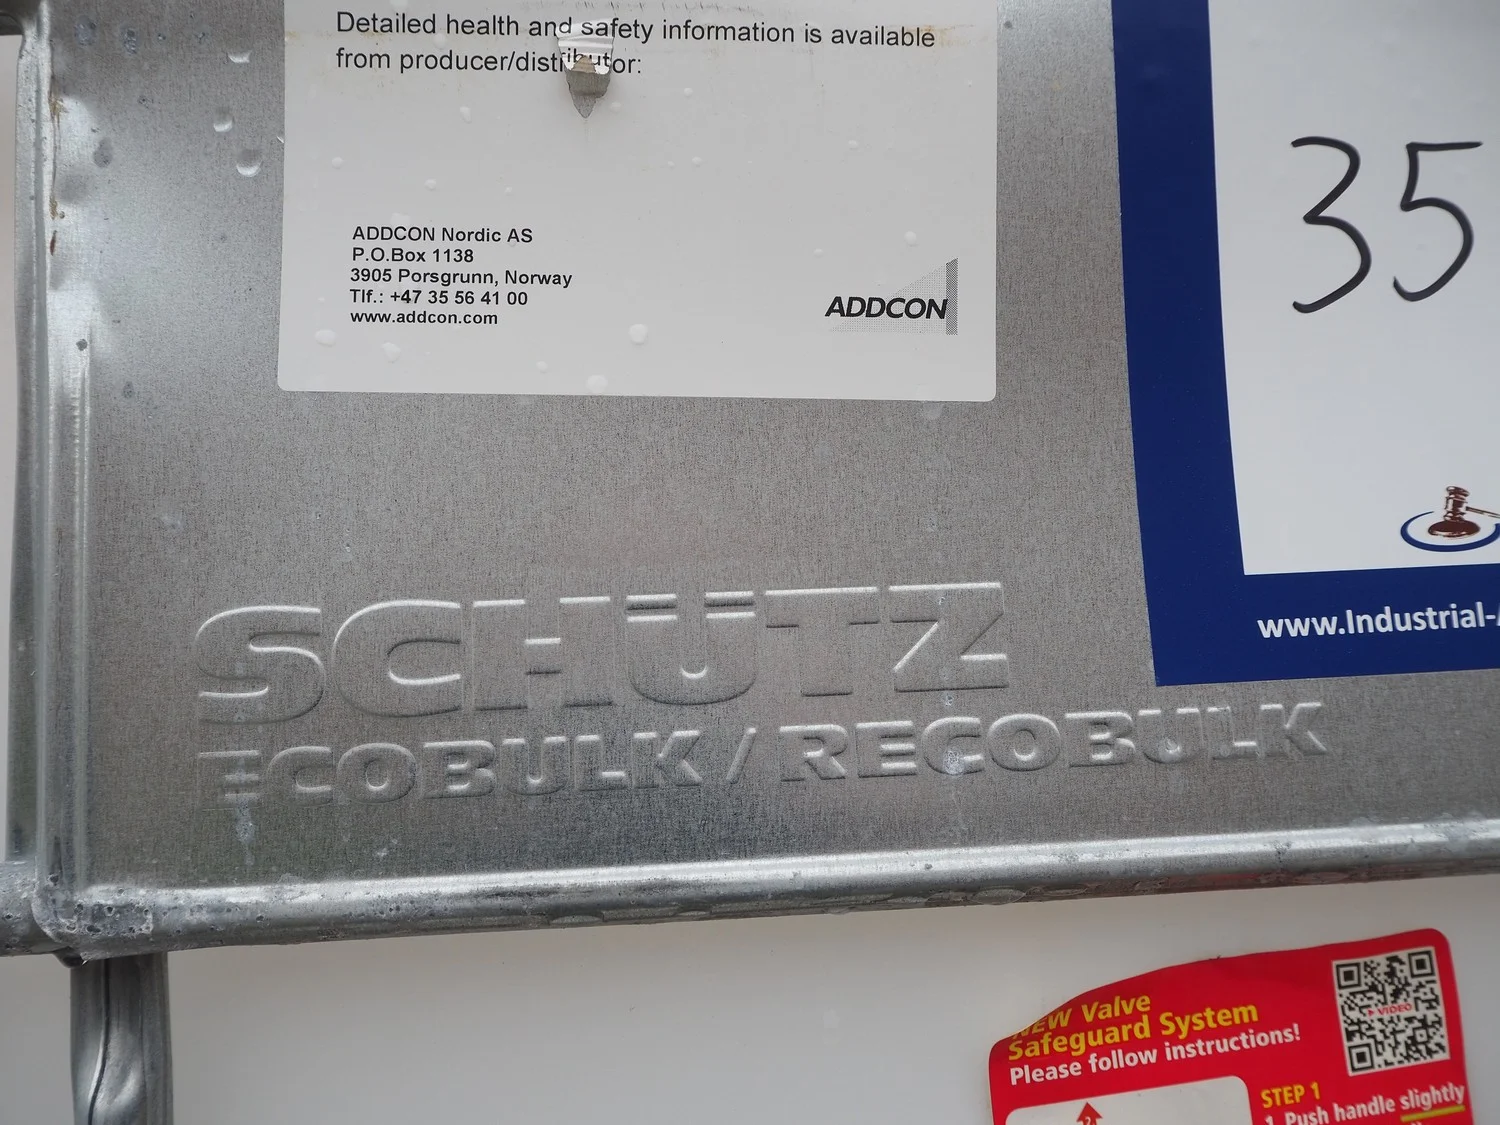 Detailed health and safety information is available
from producer/distributor:
ADDCON Nordic AS
P.O.Box 1138
3905 Porsgrunn, Norway
Tlf.: +47 35 56 41 00
www.addcon.com
ADDCON
35
www.Industrial-
SCHÜTZ
ECOBULK / RECOBULK
NEW Valve
Safeguard System
Please follow instructions!
VIDEO
STEP 1
1. Push handle slightly